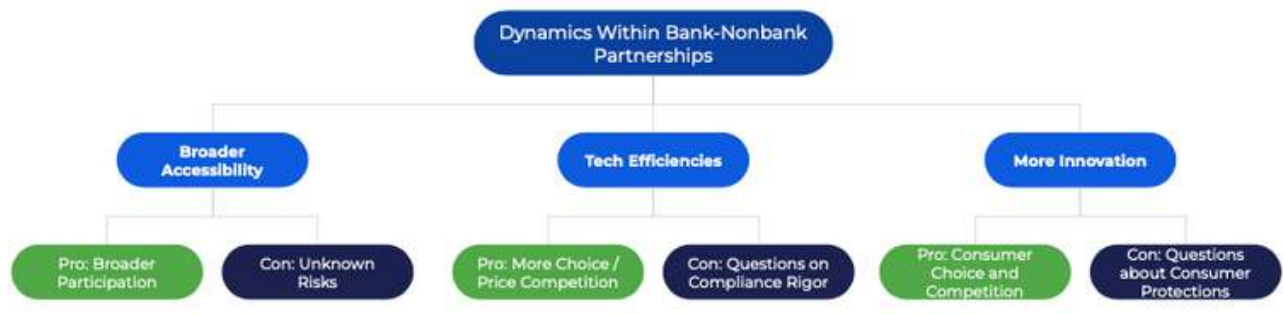 Dynamics Within Bank-Nonbank
Partnerships
Broader
Accessibility
Tech Efficiencies
More Innovation
Pro: Broader
Participation
Con: Unknown
Risks
Pro: More Choice /
Price Competition
Con: Questions on
Compliance Rigor
Pro: Consumer
Choice and
Competition
Con: Questions
about Consumer
Protections